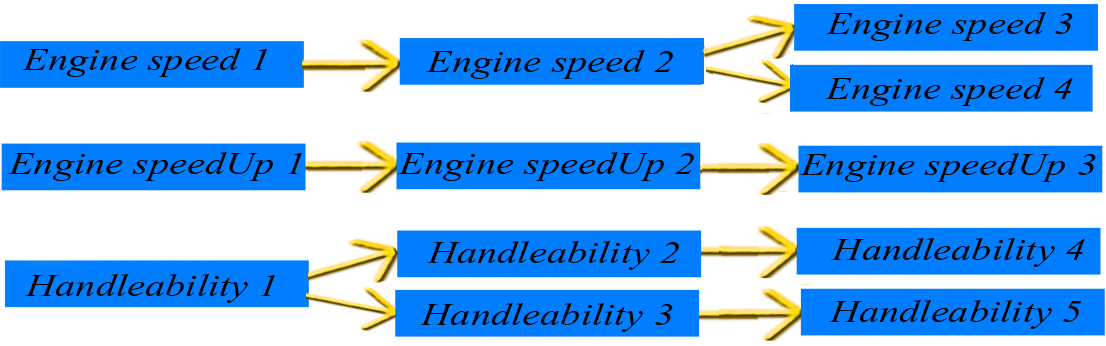 Engine speed 1
Engine speed 2
Engine speed 3
Engine speed 4
Engine speedUp 1
Engine speedUp 2
Engine speedUp 3
Handleability 1
Handleability 2
Handleability 4
Handleability 3
Handleability 5